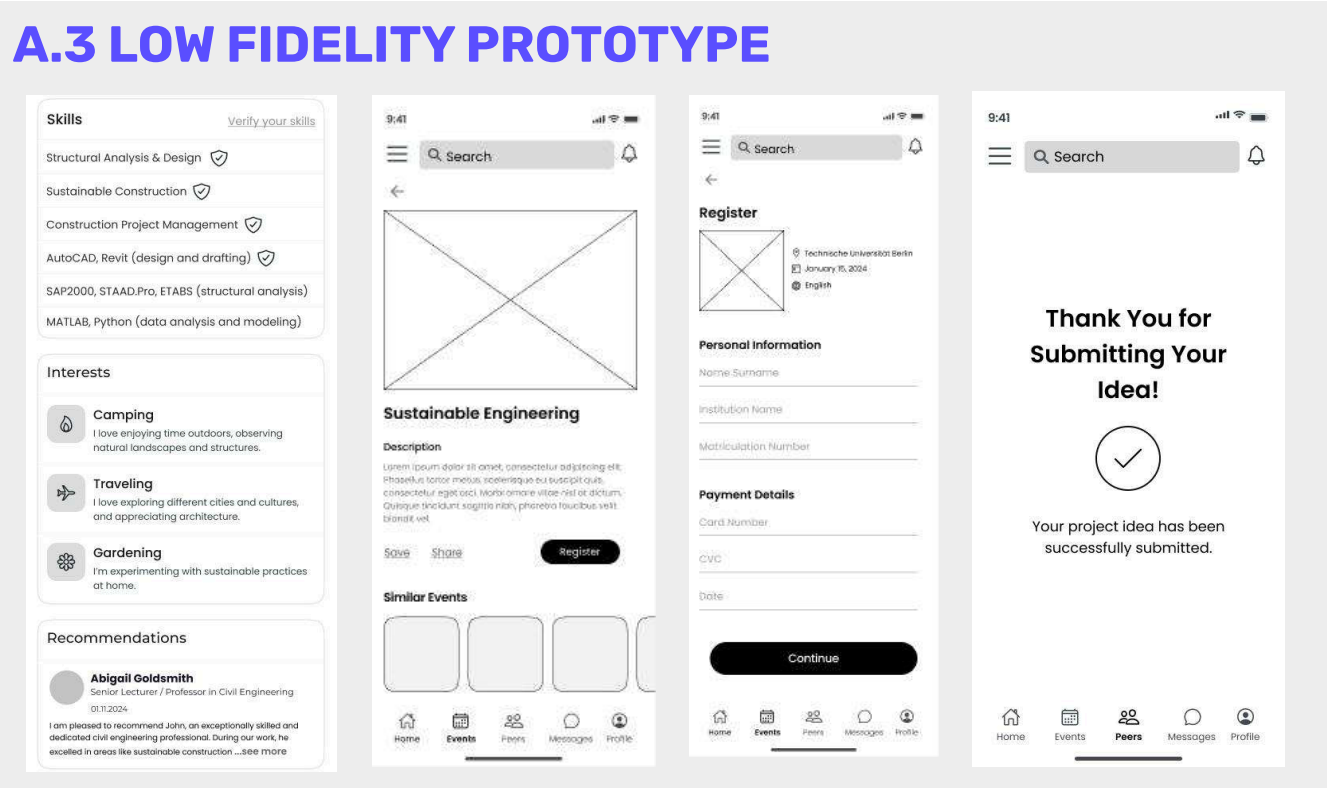 A.3 LOW FIDELITY PROTOTYPE
Skills
Verify your skills
Structural Analysis & Design
Sustainable Construction
Construction Project Management
AutoCAD, Revit (design and drafting)
SAP2000, STAAD.Pro, ETABS (structural analysis)
MATLAB, Python (data analysis and modeling)
Interests
Camping
I love enjoying time outdoors, observing
natural landscapes and structures.
Traveling
I love exploring different cities and cultures,
and appreciating architecture.
Gardening
I'm experimenting with sustainable practices
at home.
Recommendations
Abigail Goldsmith
Senior Lecturer / Professor in Civil Engineering
01.11.2024
I am pleased to recommend John, an exceptionally skilled and
dedicated civil engineering professional. During our work, he
excelled in areas like sustainable construction ...see more
9:41
Search
Sustainable Engineering
Description
Lorem ipsum dolor sit amet, consectetur adipiscing elit.
Phasellus tortor metus, scelerisque eu suscipit quis,
consectetur eget orci. Morbi ornare vitae nisl at dictum.
Quisque tincidunt sagittis nibh, pharetra faucibus velit
blandit vel.
Save
Share
Register
Similar Events
Home
Events
Peers
Messages
Profile
9:41
Search
Register
Technische Universität Berlin
January 15, 2024
English
Personal Information
Name Surname
Institution Name
Matriculation Number
Payment Details
Card Number
CVC
Date
Continue
Home
Events
Peers
Messages
Profile
9:41
Search
Thank You for
Submitting Your
Idea!
Your project idea has been
successfully submitted.
Home
Events
Peers
Messages
Profile